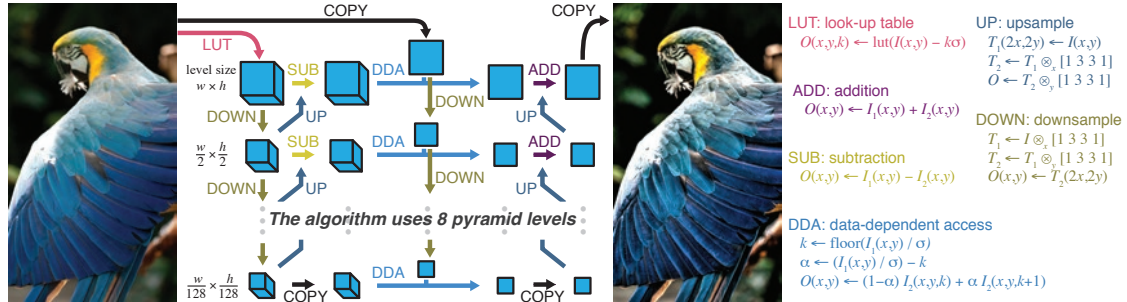 COPY
COPY
LUT
level size
w × h
SUB
DDA
ADD
DOWN
UP
DOWN
UP
w/2 × h/2
SUB
DDA
ADD
DOWN
UP
DOWN
UP
The algorithm uses 8 pyramid levels
w/128 × h/128
COPY
DDA
COPY
LUT: look-up table
O(x,y,k) ← lut(I(x,y) − kσ)
ADD: addition
O(x,y) ← I₁(x,y) + I₂(x,y)
SUB: subtraction
O(x,y) ← I₁(x,y) − I₂(x,y)
UP: upsample
T₁(2x,2y) ← I(x,y)
T₂ ← T₁ ⊗ₓ [1 3 3 1]
O ← T₂ ⊗ᵧ [1 3 3 1]
DOWN: downsample
T₁ ← I ⊗ₓ [1 3 3 1]
T₂ ← T₁ ⊗ᵧ [1 3 3 1]
O(x,y) ← T₂(2x,2y)
DDA: data-dependent access
k ← floor(I₁(x,y) / σ)
α ← (I₁(x,y) / σ) − k
O(x,y) ← (1−α) I₂(x,y,k) + α I₂(x,y,k+1)